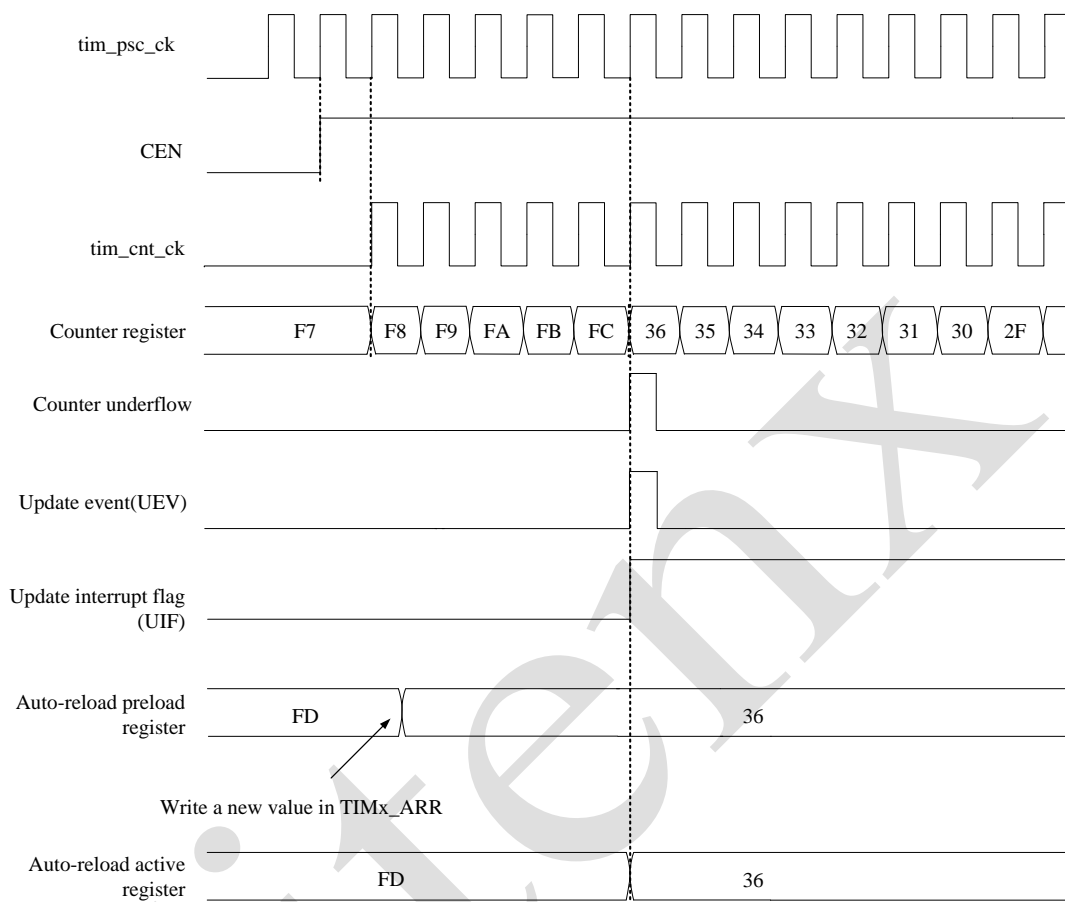 tim_psc_ck
CEN
tim_cnt_ck
Counter register
F7 F8 F9 FA FB FC 36 35 34 33 32 31 30 2F
Counter underflow
Update event(UEV)
Update interrupt flag
(UIF)
Auto-reload preload
register
FD 36
Write a new value in TIMx_ARR
Auto-reload active
register
FD 36
itenx